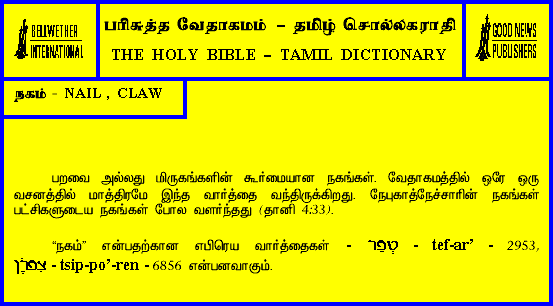 BELLWETHER
INTERNATIONAL
பரிசுத்த வேதாகமம் – தமிழ் சொல்லகராதி
THE HOLY BIBLE – TAMIL DICTIONARY
GOOD NEWS
PUBLISHERS
நகம் - NAIL , CLAW
பறவை அல்லது மிருகங்களின் கூர்மையான நகங்கள். வேதாகமத்தில் ஒரே ஒரு
வசனத்தில் மாத்திரமே இந்த வார்த்தை வந்திருக்கிறது. நேபுகாத்நேச்சாரின் நகங்கள்
பட்சிகளுடைய நகங்கள் போல வளர்ந்தது (தானி 4:33).
“நகம்” என்பதற்கான எபிரெய வார்த்தைகள் - טְפַר - tef-ar’ - 2953,
צִפֹּרֶן - tsip-po’-ren - 6856 என்பனவாகும்.